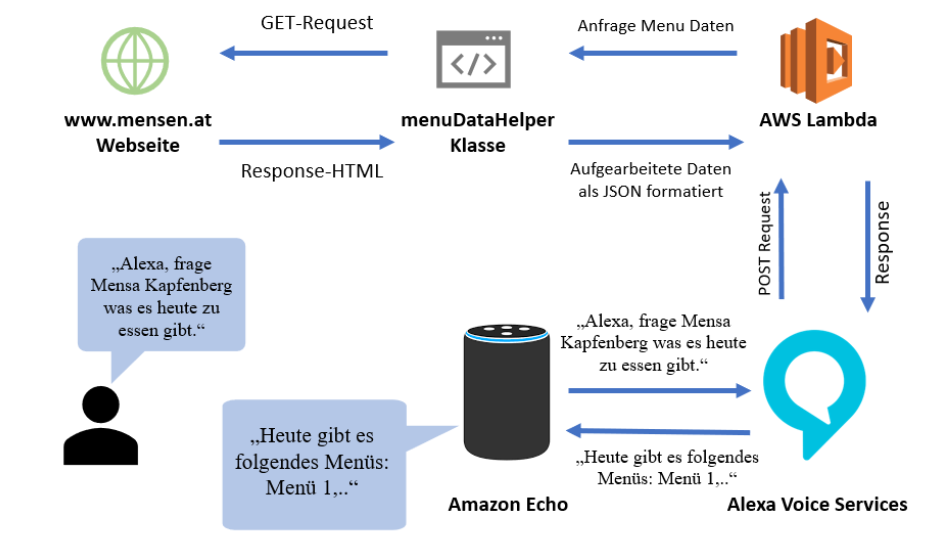 GET-Request
Anfrage Menu Daten
</>
www.mensen.at
Webseite
menuDataHelper
Klasse
AWS Lambda
Response-HTML
Aufgearbeitete Daten
als JSON formatiert
POST Request
Response
„Alexa, frage
Mensa Kapfenberg
was es heute zu
essen gibt.“
„Alexa, frage Mensa
Kapfenberg was es heute
zu essen gibt.“
„Heute gibt es
folgendes Menüs:
Menü 1,..“
„Heute gibt es folgendes
Menüs: Menü 1,..“
Amazon Echo
Alexa Voice Services